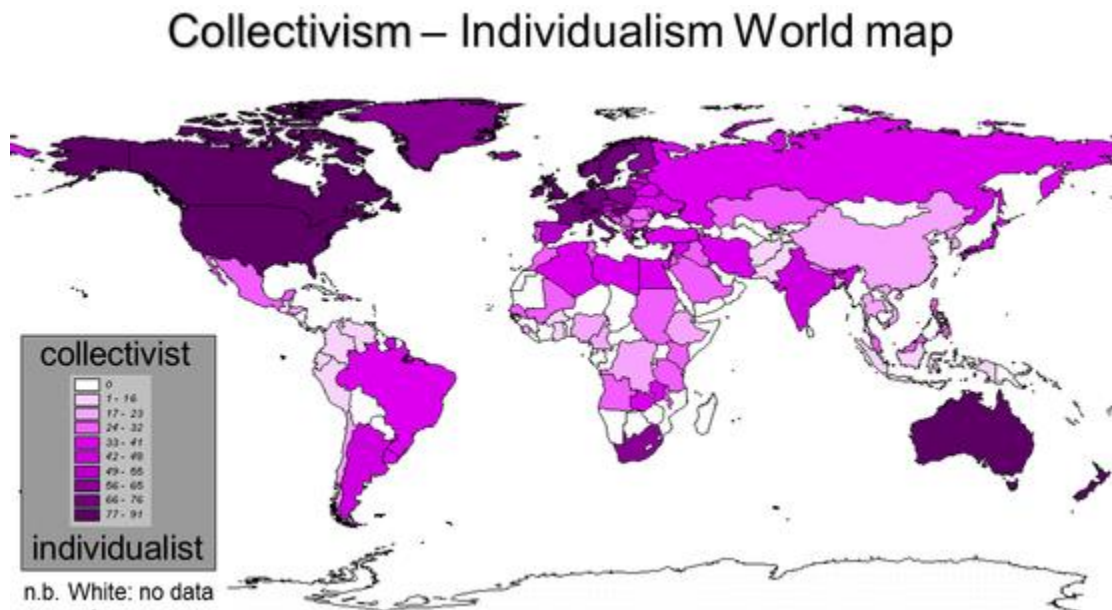 Collectivism – Individualism World map
collectivist
0
1 - 16
17 - 23
24 - 32
33 - 41
42 - 48
49 - 55
56 - 65
66 - 76
77 - 91
individualist
n.b. White: no data